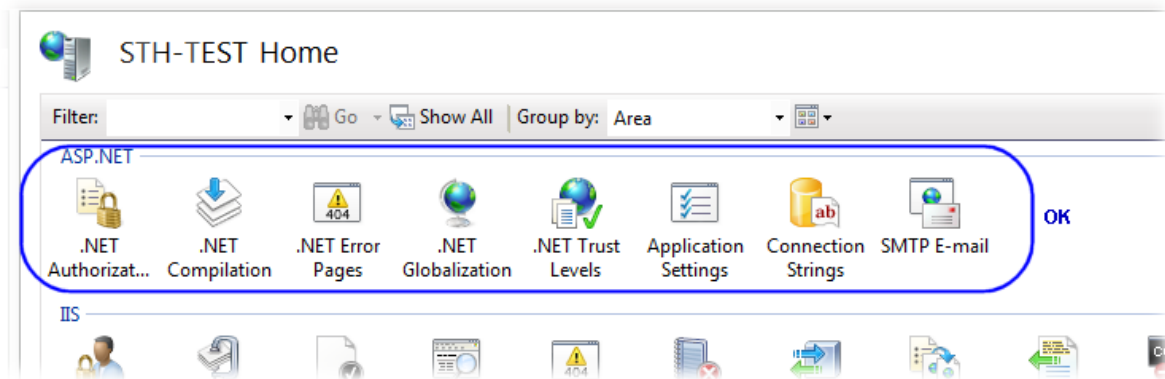 STH-TEST Home
Filter: Go Show All Group by: Area
ASP.NET
.NET Authorizat...
.NET Compilation
404
.NET Error Pages
.NET Globalization
.NET Trust Levels
Application Settings
ab
Connection Strings
SMTP E-mail
OK
IIS
404